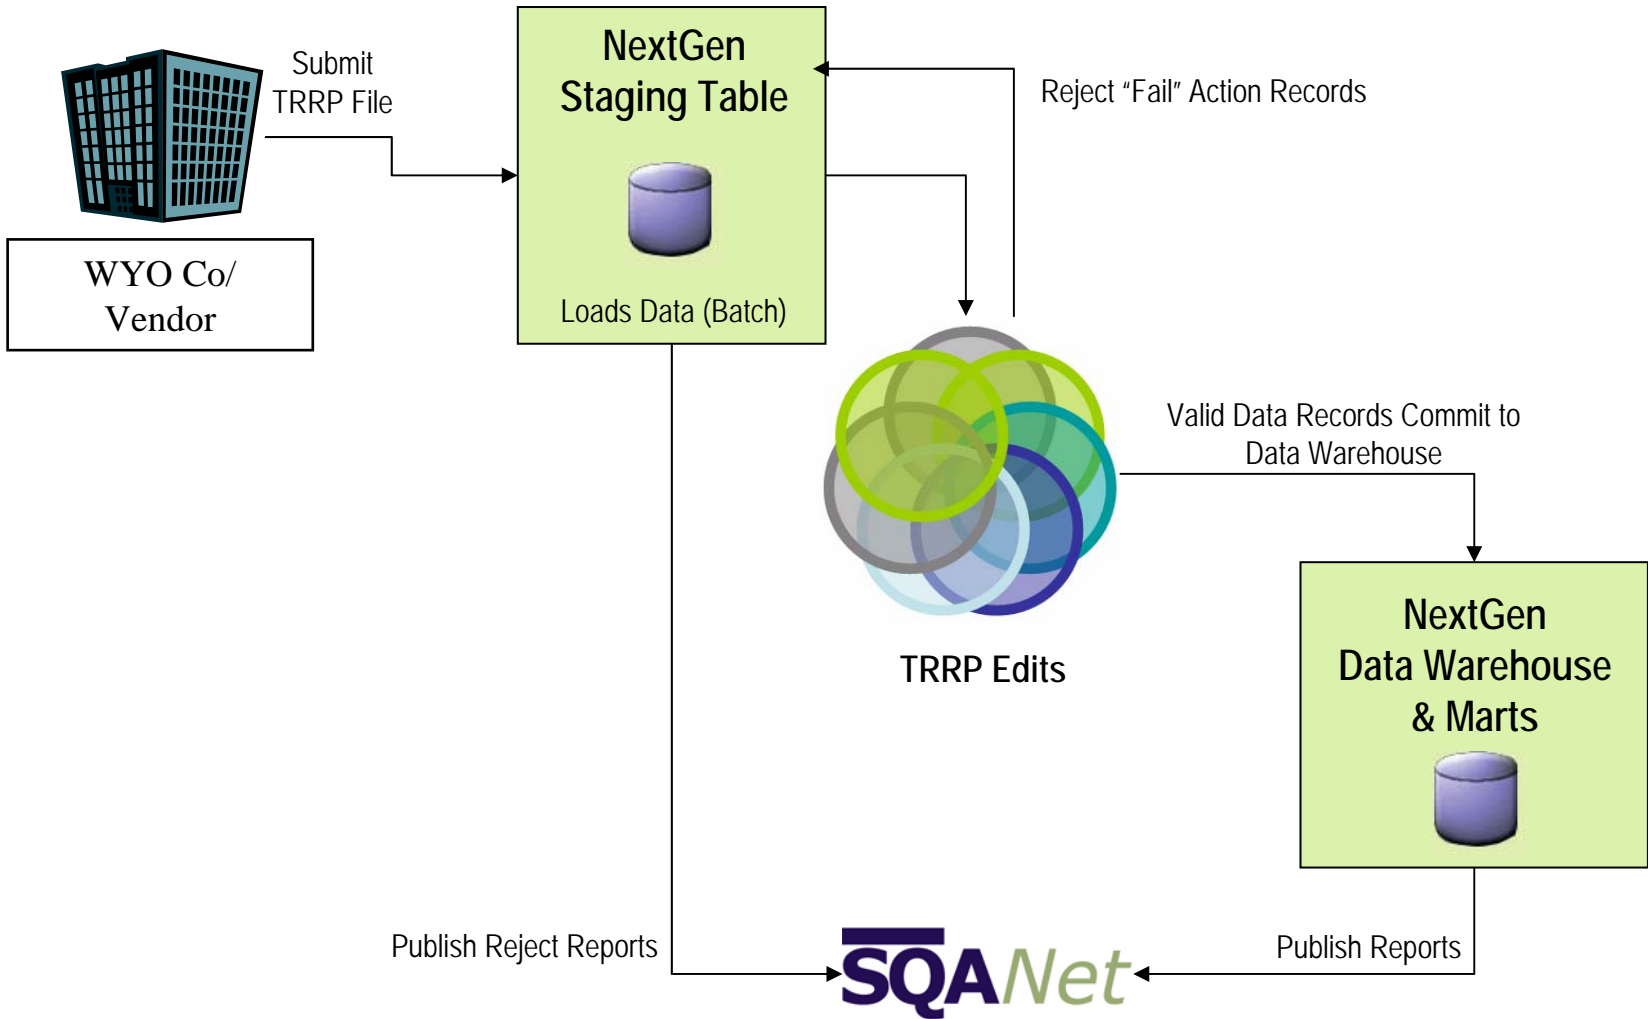 Submit
TRRP File
WYO Co/
Vendor
NextGen
Staging Table
Loads Data (Batch)
Reject “Fail” Action Records
TRRP Edits
Valid Data Records Commit to
Data Warehouse
NextGen
Data Warehouse
& Marts
Publish Reject Reports
SQANet
Publish Reports